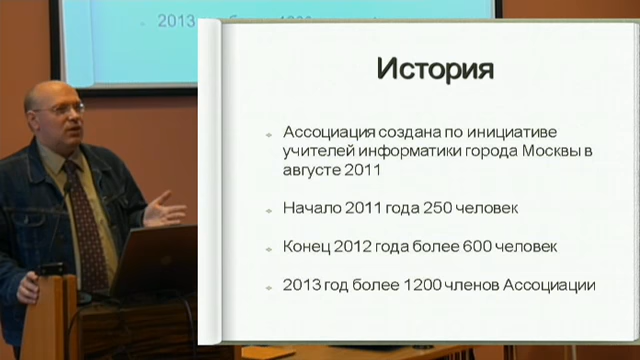 2013
История
Ассоциация создана по инициативе
учителей информатики города Москвы в
августе 2011
Начало 2011 года 250 человек
Конец 2012 года более 600 человек
2013 год более 1200 членов Ассоциации